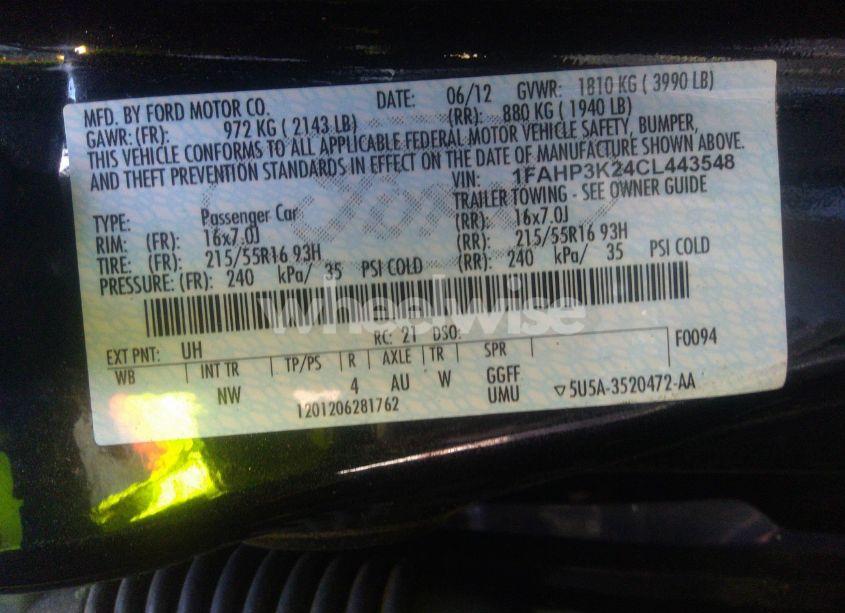 MFD. BY FORD MOTOR CO. DATE: 06/12 GVWR: 1810 KG ( 3990 LB)
GAWR: (FR): 972 KG ( 2143 LB) (RR): 880 KG ( 1940 LB)
THIS VEHICLE CONFORMS TO ALL APPLICABLE FEDERAL MOTOR VEHICLE SAFETY, BUMPER,
AND THEFT PREVENTION STANDARDS IN EFFECT ON THE DATE OF MANUFACTURE SHOWN ABOVE.
VIN: 1FAHP3K24CL443548
TYPE: Passenger Car TRAILER TOWING - SEE OWNER GUIDE
RIM: (FR): 16x7.0J (RR): 16x7.0J
TIRE: (FR): 215/55R16 93H (RR): 215/55R16 93H
PRESSURE: (FR): 240 kPa/ 35 PSI COLD (RR): 240 kPa/ 35 PSI COLD
wheelwise
RC: 21 DSO:
EXT PNT: UH F0094
WB INT TR TP/PS R AXLE TR SPR
NW 4 AU W GGFF
UMU
1201206281762 ▽5U5A-3520472-AA